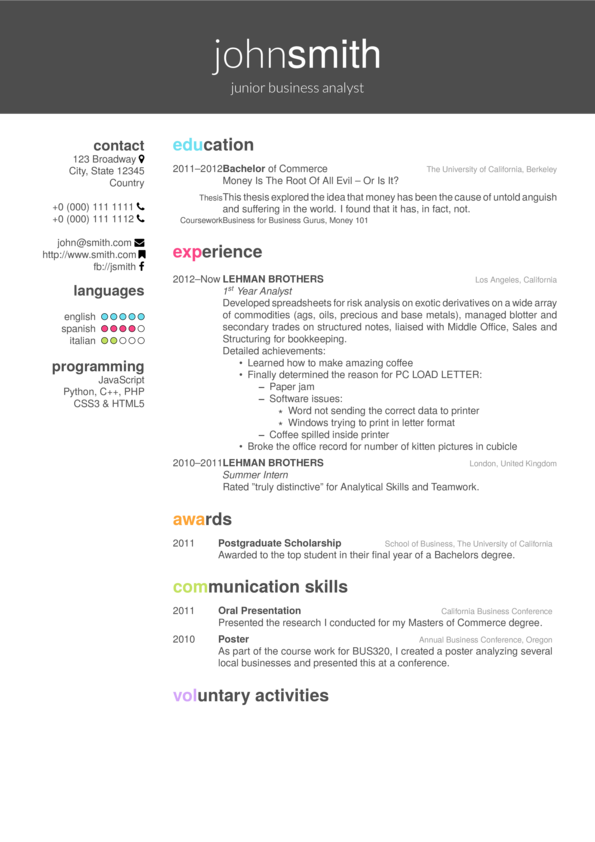 johnsmith
junior business analyst
contact
123 Broadway
City, State 12345
Country
+0 (000) 111 1111
+0 (000) 111 1112
john@smith.com
http://www.smith.com
fb://jsmith
languages
english
spanish
italian
programming
JavaScript
Python, C++, PHP
CSS3 & HTML5
education
2011–2012 Bachelor of Commerce The University of California, Berkeley
Money Is The Root Of All Evil – Or Is It?
Thesis This thesis explored the idea that money has been the cause of untold anguish
and suffering in the world. I found that it has, in fact, not.
Coursework Business for Business Gurus, Money 101
experience
2012–Now LEHMAN BROTHERS Los Angeles, California
1st Year Analyst
Developed spreadsheets for risk analysis on exotic derivatives on a wide array
of commodities (ags, oils, precious and base metals), managed blotter and
secondary trades on structured notes, liaised with Middle Office, Sales and
Structuring for bookkeeping.
Detailed achievements:
• Learned how to make amazing coffee
• Finally determined the reason for PC LOAD LETTER:
– Paper jam
– Software issues:
* Word not sending the correct data to printer
* Windows trying to print in letter format
– Coffee spilled inside printer
• Broke the office record for number of kitten pictures in cubicle
2010–2011 LEHMAN BROTHERS London, United Kingdom
Summer Intern
Rated "truly distinctive" for Analytical Skills and Teamwork.
awards
2011 Postgraduate Scholarship School of Business, The University of California
Awarded to the top student in their final year of a Bachelors degree.
communication skills
2011 Oral Presentation California Business Conference
Presented the research I conducted for my Masters of Commerce degree.
2010 Poster Annual Business Conference, Oregon
As part of the course work for BUS320, I created a poster analyzing several
local businesses and presented this at a conference.
voluntary activities